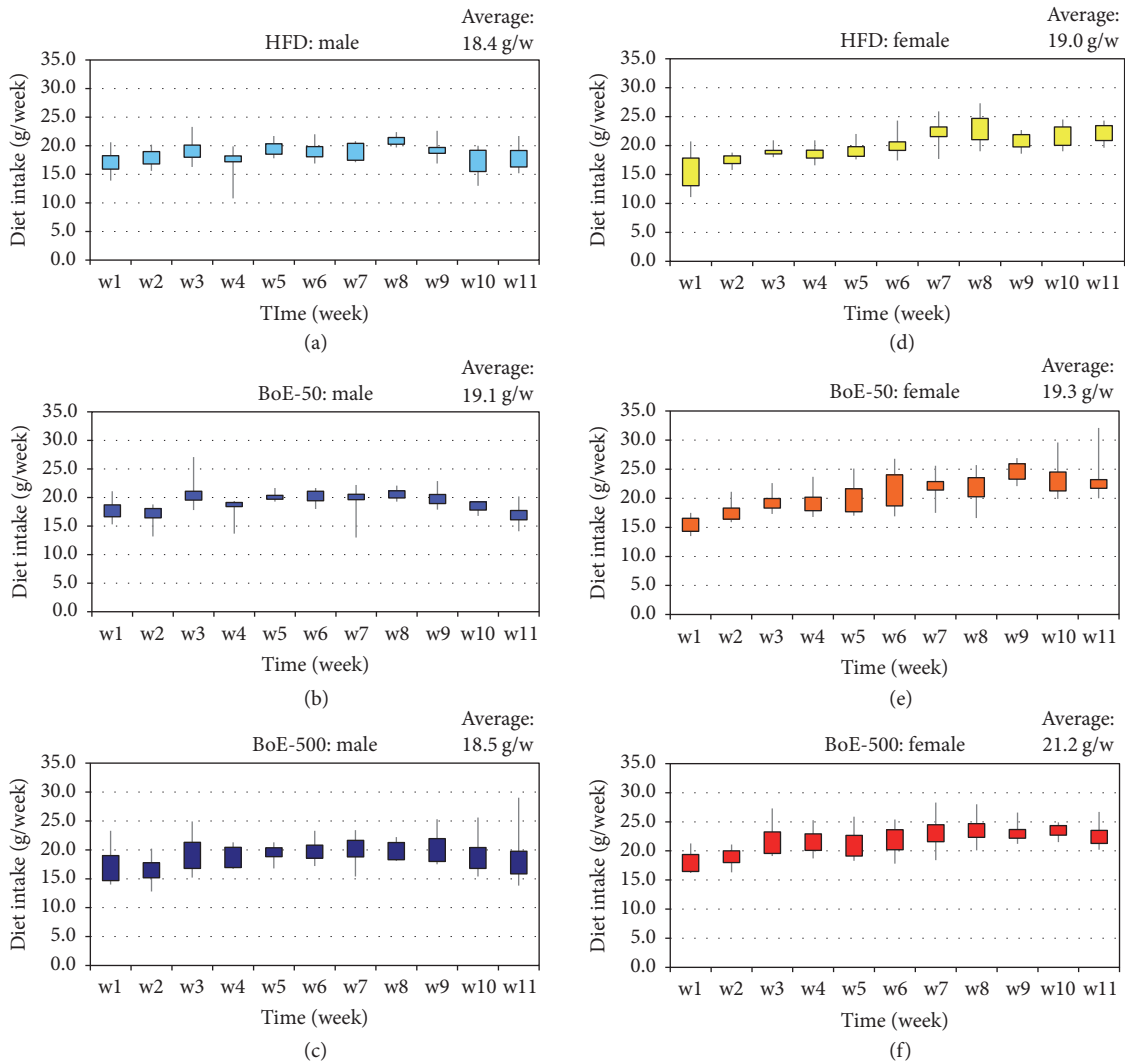 Average:
HFD: male
18.4 g/w
35.0
30.0
25.0
20.0
15.0
10.0
5.0
0.0
Diet intake (g/week)
w1 w2 w3 w4 w5 w6 w7 w8 w9 w10 w11
TIme (week)
(a)
Average:
HFD: female
19.0 g/w
35.0
30.0
25.0
20.0
15.0
10.0
5.0
0.0
Diet intake (g/week)
w1 w2 w3 w4 w5 w6 w7 w8 w9 w10 w11
Time (week)
(d)
Average:
BoE-50: male
19.1 g/w
35.0
30.0
25.0
20.0
15.0
10.0
5.0
0.0
Diet intake (g/week)
w1 w2 w3 w4 w5 w6 w7 w8 w9 w10 w11
Time (week)
(b)
Average:
BoE-50: female
19.3 g/w
35.0
30.0
25.0
20.0
15.0
10.0
5.0
0.0
Diet intake (g/week)
w1 w2 w3 w4 w5 w6 w7 w8 w9 w10 w11
Time (week)
(e)
Average:
BoE-500: male
18.5 g/w
35.0
30.0
25.0
20.0
15.0
10.0
5.0
0.0
Diet intake (g/week)
w1 w2 w3 w4 w5 w6 w7 w8 w9 w10 w11
Time (week)
(c)
Average:
BoE-500: female
21.2 g/w
35.0
30.0
25.0
20.0
15.0
10.0
5.0
0.0
Diet intake (g/week)
w1 w2 w3 w4 w5 w6 w7 w8 w9 w10 w11
Time (week)
(f)